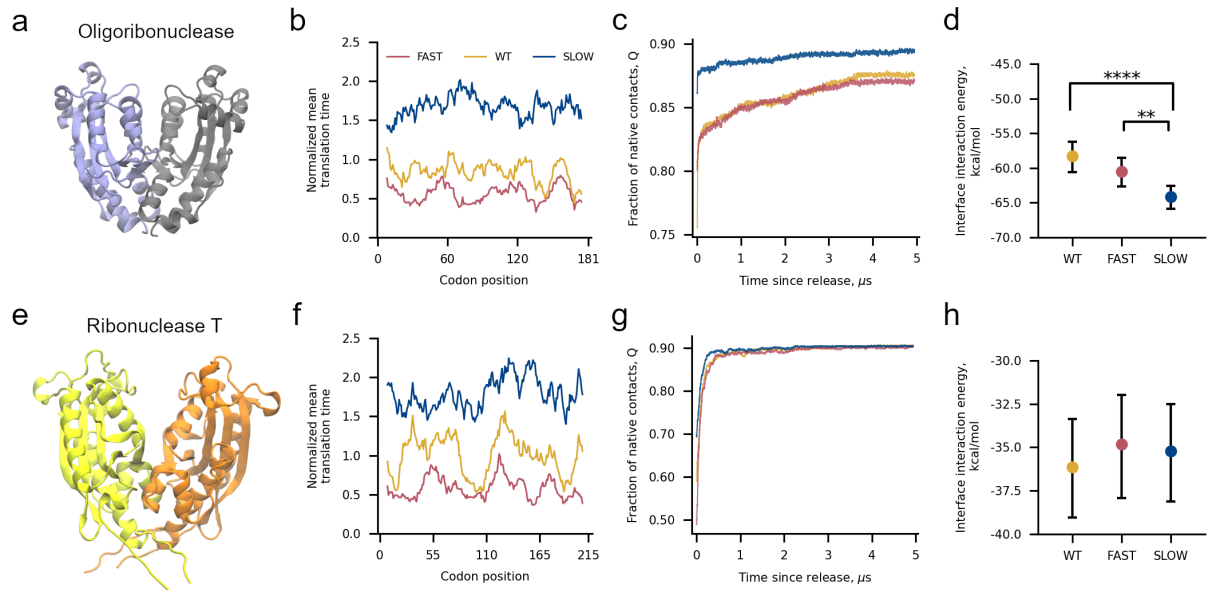 a
Oligoribonuclease
b
2.5
2.0
1.5
1.0
0.5
0.0
Normalized mean
translation time
FAST
WT
SLOW
0
60
120
181
Codon position
c
0.90
0.85
0.80
0.75
Fraction of native contacts, Q
0
1
2
3
4
5
Time since release, μs
d
-45.0
-55.0
-60.0
-65.0
-70.0
Interface interaction energy,
kcal/mol
****
**
WT
FAST
SLOW
e
Ribonuclease T
f
2.5
2.0
1.5
1.0
0.5
0.0
Normalized mean
translation time
0
55
110
165
215
Codon position
g
0.90
0.80
0.70
0.60
0.50
Fraction of native contacts, Q
0
1
2
3
4
5
Time since release, μs
h
-30.0
-35.0
-37.5
-40.0
Interface interaction energy,
kcal/mol
WT
FAST
SLOW